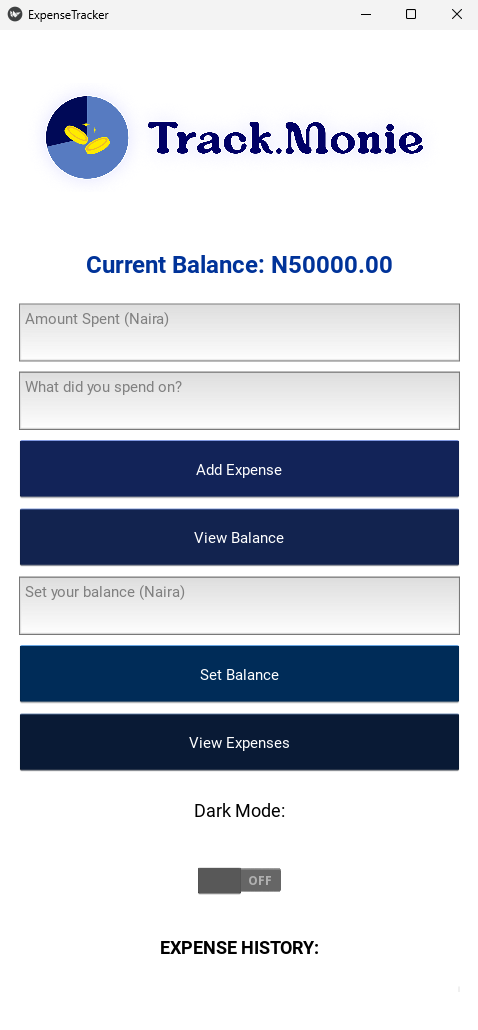 ExpenseTracker
Track.Monie
Current Balance: N50000.00
Amount Spent (Naira)
What did you spend on?
Add Expense
View Balance
Set your balance (Naira)
Set Balance
View Expenses
Dark Mode:
OFF
EXPENSE HISTORY: